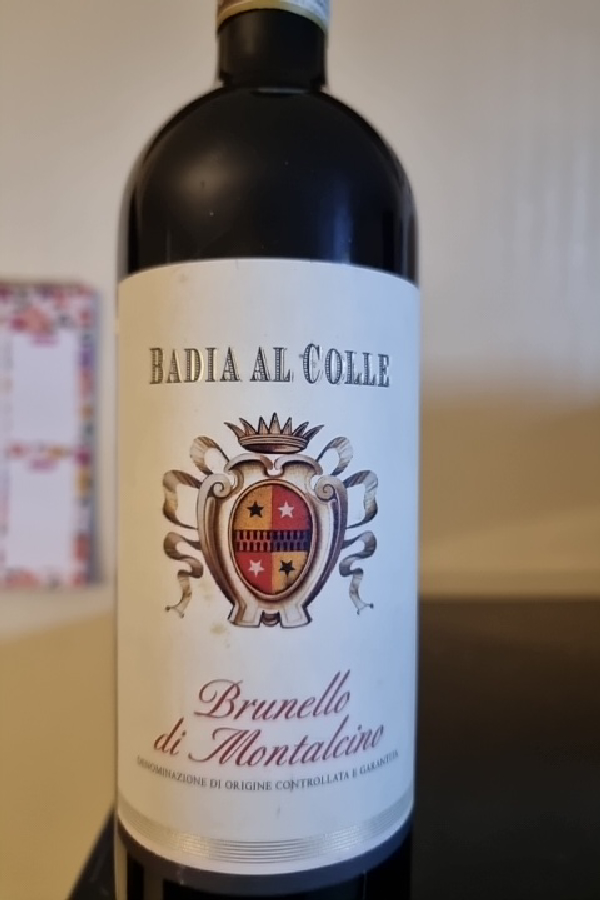 BADIA AL COLLE
Brunello
di Montalcino
DENOMINAZIONE DI ORIGINE CONTROLLATA E GARANTITA